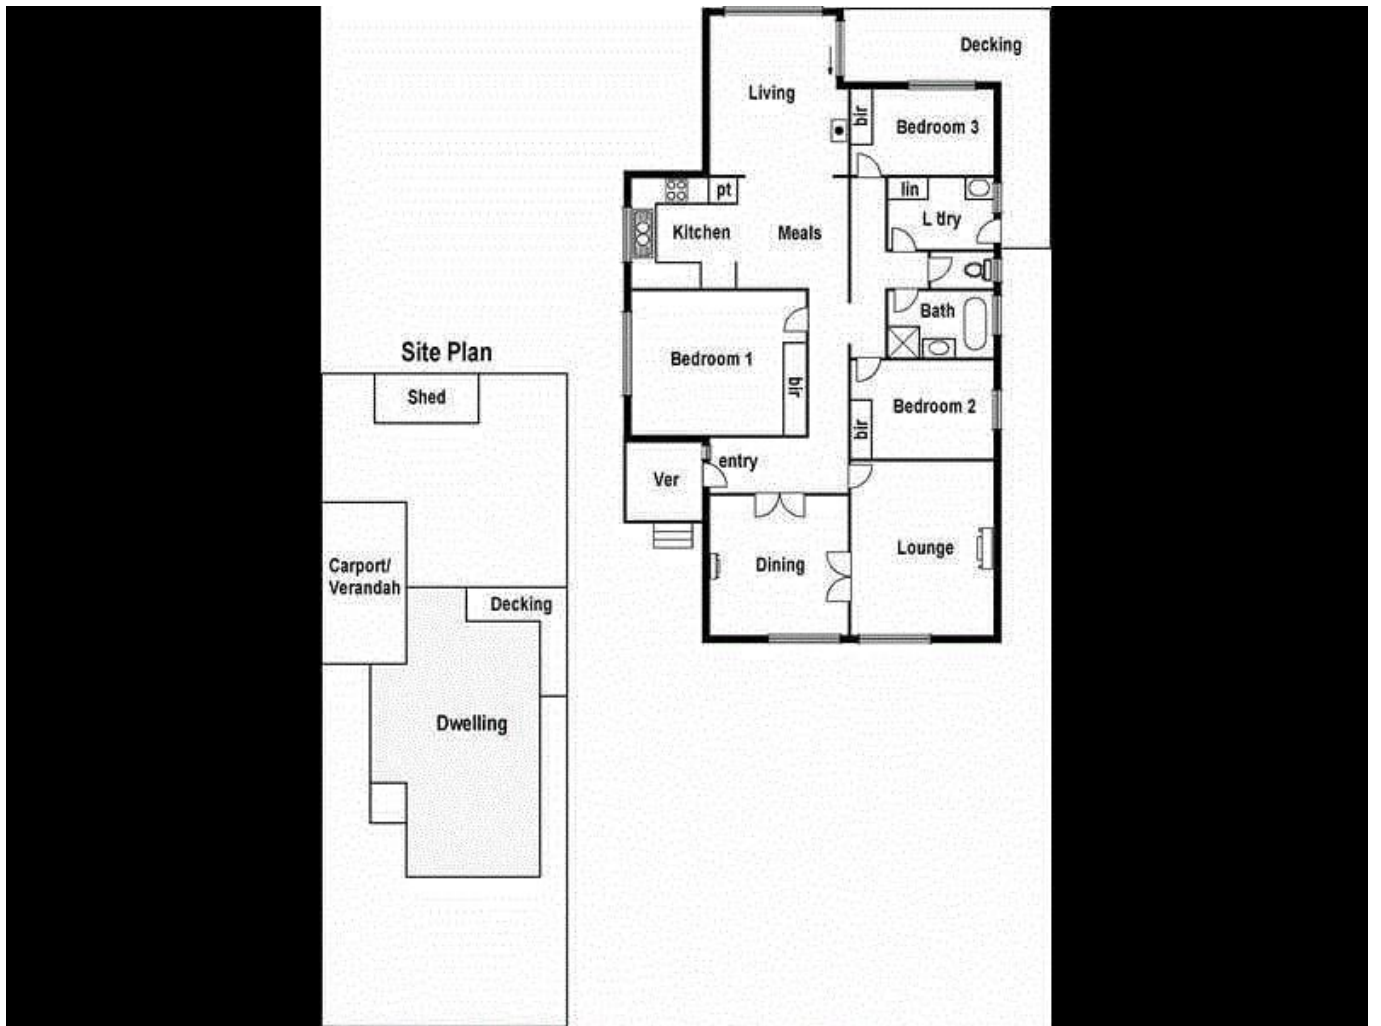 Decking
Living
bir
Bedroom 3
pt
lin
L'dry
Kitchen
Meals
Bath
Bedroom 1
bir
Bedroom 2
bir
entry
Ver
Dining
Lounge
Site Plan
Shed
Carport/
Verandah
Decking
Dwelling